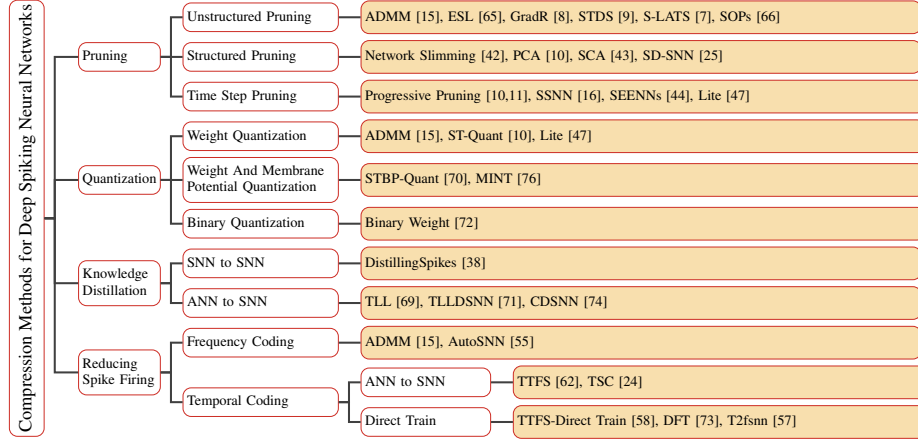 Compression Methods for Deep Spiking Neural Networks
Pruning
Unstructured Pruning
ADMM [15], ESL [65], GradR [8], STDS [9], S-LATS [7], SOPs [66]
Structured Pruning
Network Slimming [42], PCA [10], SCA [43], SD-SNN [25]
Time Step Pruning
Progressive Pruning [10,11], SSNN [16], SEENNs [44], Lite [47]
Quantization
Weight Quantization
ADMM [15], ST-Quant [10], Lite [47]
Weight And Membrane
Potential Quantization
STBP-Quant [70], MINT [76]
Binary Quantization
Binary Weight [72]
Knowledge
Distillation
SNN to SNN
DistillingSpikes [38]
ANN to SNN
TLL [69], TLLDSNN [71], CDSNN [74]
Reducing
Spike Firing
Frequency Coding
ADMM [15], AutoSNN [55]
Temporal Coding
ANN to SNN
TTFS [62], TSC [24]
Direct Train
TTFS-Direct Train [58], DFT [73], T2fsnn [57]